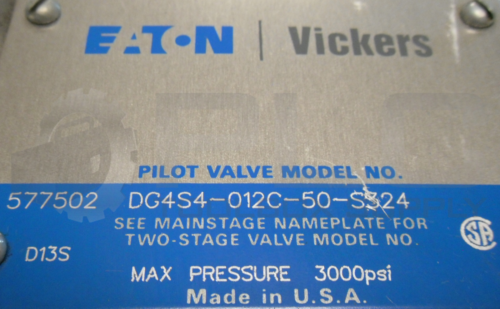 EATON | Vickers
PILOT VALVE MODEL NO.
577502 DG4S4-012C-50-S324
SEE MAINSTAGE NAMEPLATE FOR
TWO-STAGE VALVE MODEL NO.
D13S
MAX PRESSURE 3000psi
Made in U.S.A.